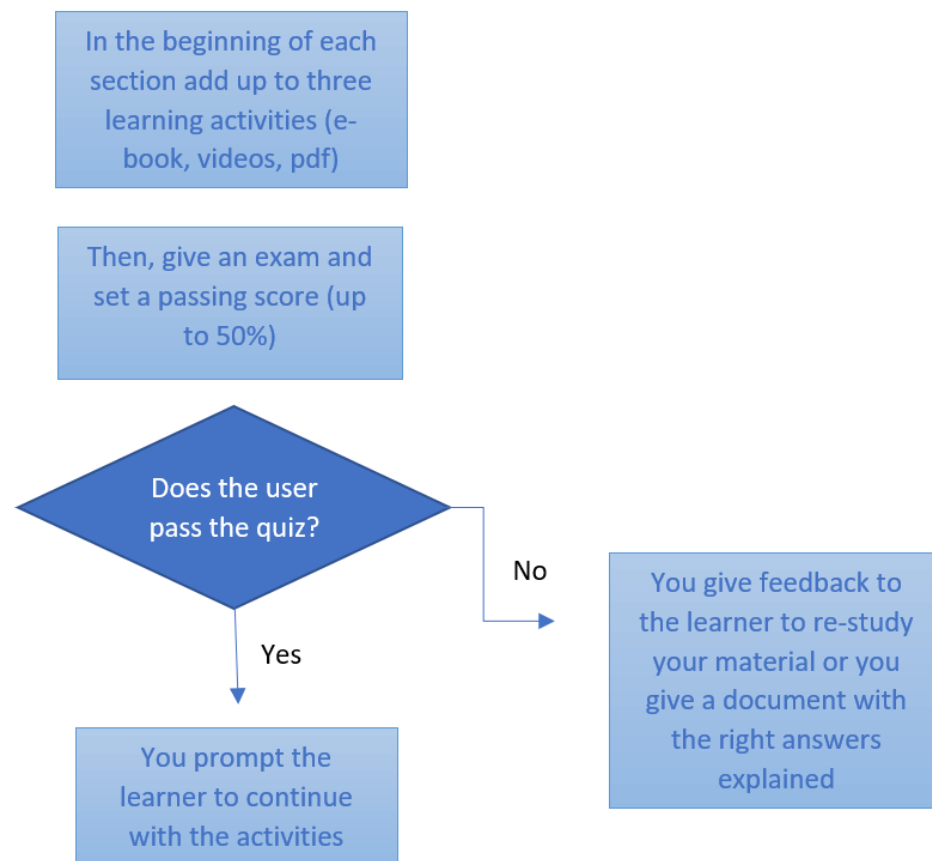 In the beginning of each
section add up to three
learning activities (e-
book, videos, pdf)
Then, give an exam and
set a passing score (up
to 50%)
Does the user
pass the quiz?
No
Yes
You give feedback to
the learner to re-study
your material or you
give a document with
the right answers
explained
You prompt the
learner to continue
with the activities